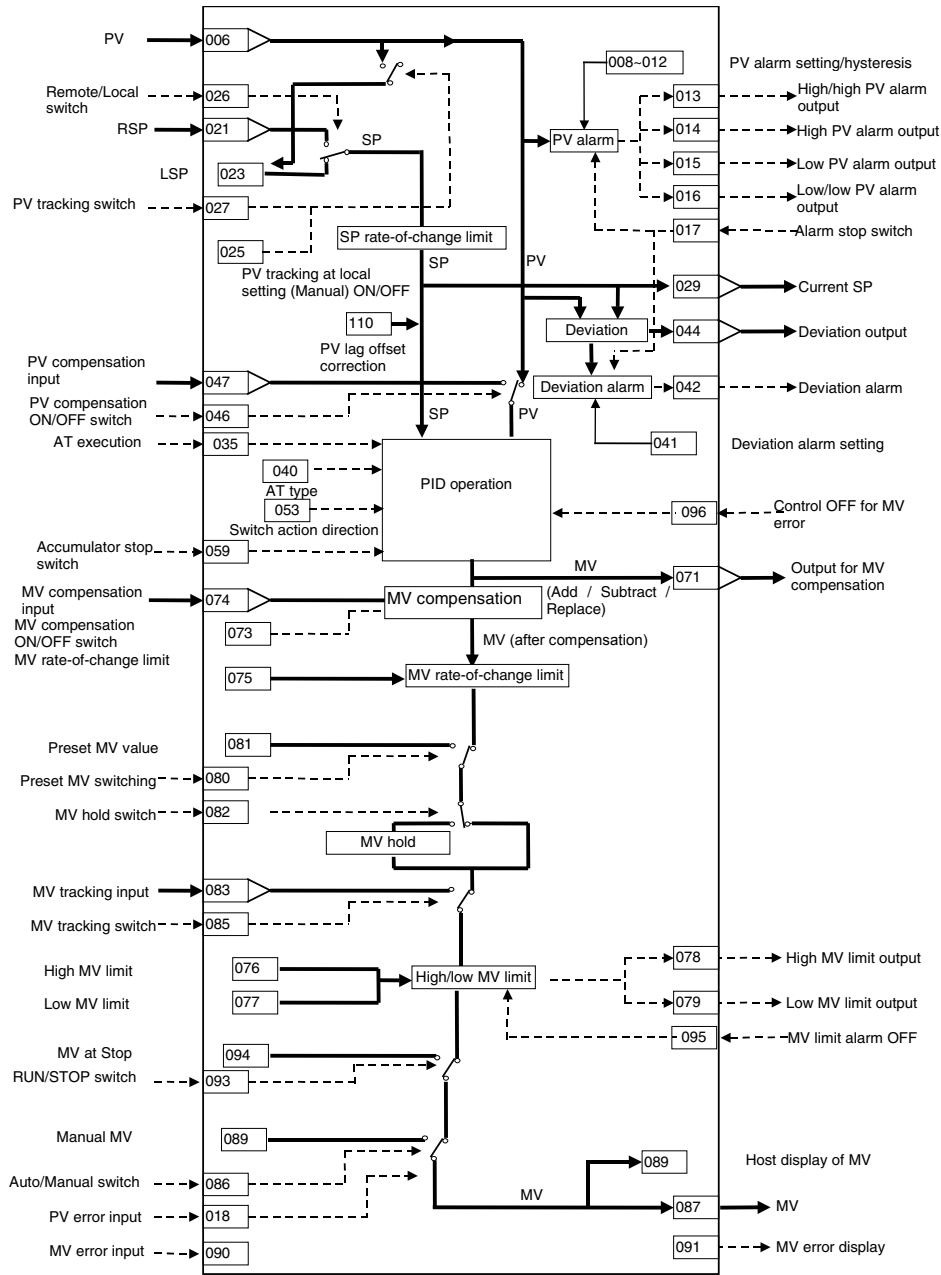 PV
006
008~012
PV alarm setting/hysteresis
Remote/Local
switch
026
013
High/high PV alarm
output
RSP
021
SP
014
High PV alarm output
PV alarm
LSP
023
015
Low PV alarm output
016
Low/low PV alarm
output
PV tracking switch
027
017
Alarm stop switch
025
SP rate-of-change limit
SP
PV
PV tracking at local
setting (Manual) ON/OFF
029
Current SP
110
PV lag offset
correction
Deviation
044
Deviation output
PV compensation
input
047
Deviation alarm
042
Deviation alarm
PV compensation
ON/OFF switch
046
SP
PV
AT execution
035
041
Deviation alarm setting
040
AT type
PID operation
053
Switch action direction
096
Control OFF for MV
error
Accumulator stop
switch
059
MV
071
Output for MV
compensation
MV compensation
input
074
MV compensation
(Add / Subtract /
Replace)
MV compensation
ON/OFF switch
073
MV (after compensation)
MV rate-of-change limit
075
MV rate-of-change limit
Preset MV value
081
Preset MV switching
080
MV hold switch
082
MV hold
MV tracking input
083
MV tracking switch
085
High MV limit
076
078
High MV limit output
High/low MV limit
Low MV limit
077
079
Low MV limit output
095
MV limit alarm OFF
MV at Stop
094
RUN/STOP switch
093
Manual MV
089
089
Host display of MV
Auto/Manual switch
086
MV
087
MV
PV error input
018
MV error input
090
091
MV error display